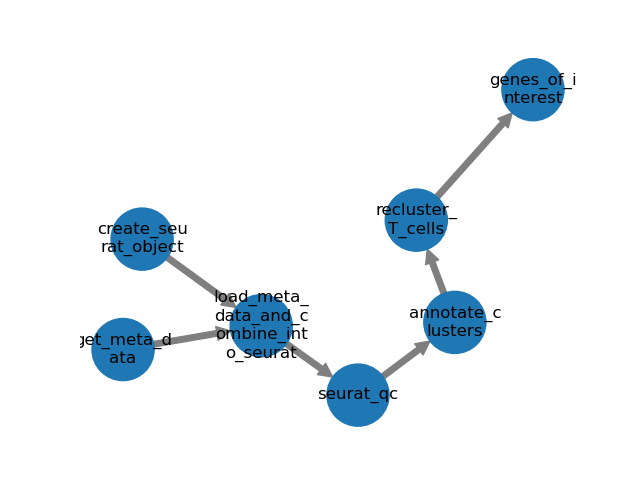 genes_of_i
nterest
recluster_
T_cells
create_seu
rat_object
load_meta_
data_and_c
ombine_int
o_seurat
annotate_c
lusters
get_meta_d
ata
seurat_qc